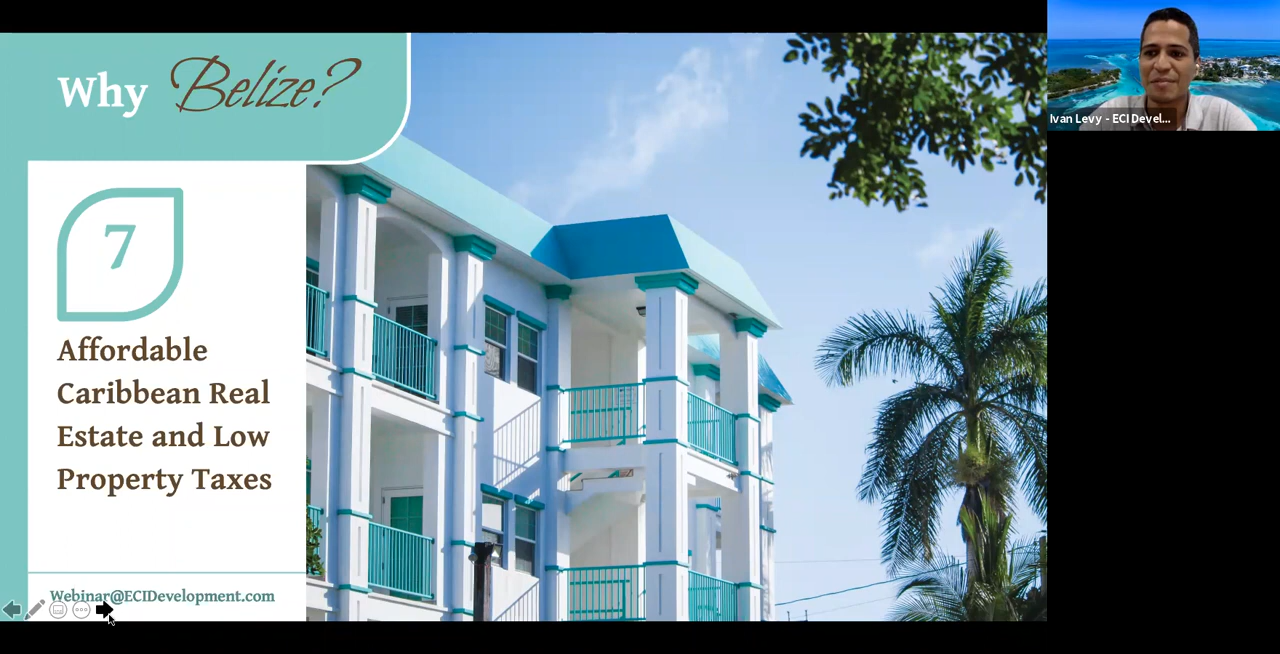 Why Belize?
7
Affordable
Caribbean Real
Estate and Low
Property Taxes
Webinar@ECIDevelopment.com
Ivan Levy - ECI Devel...